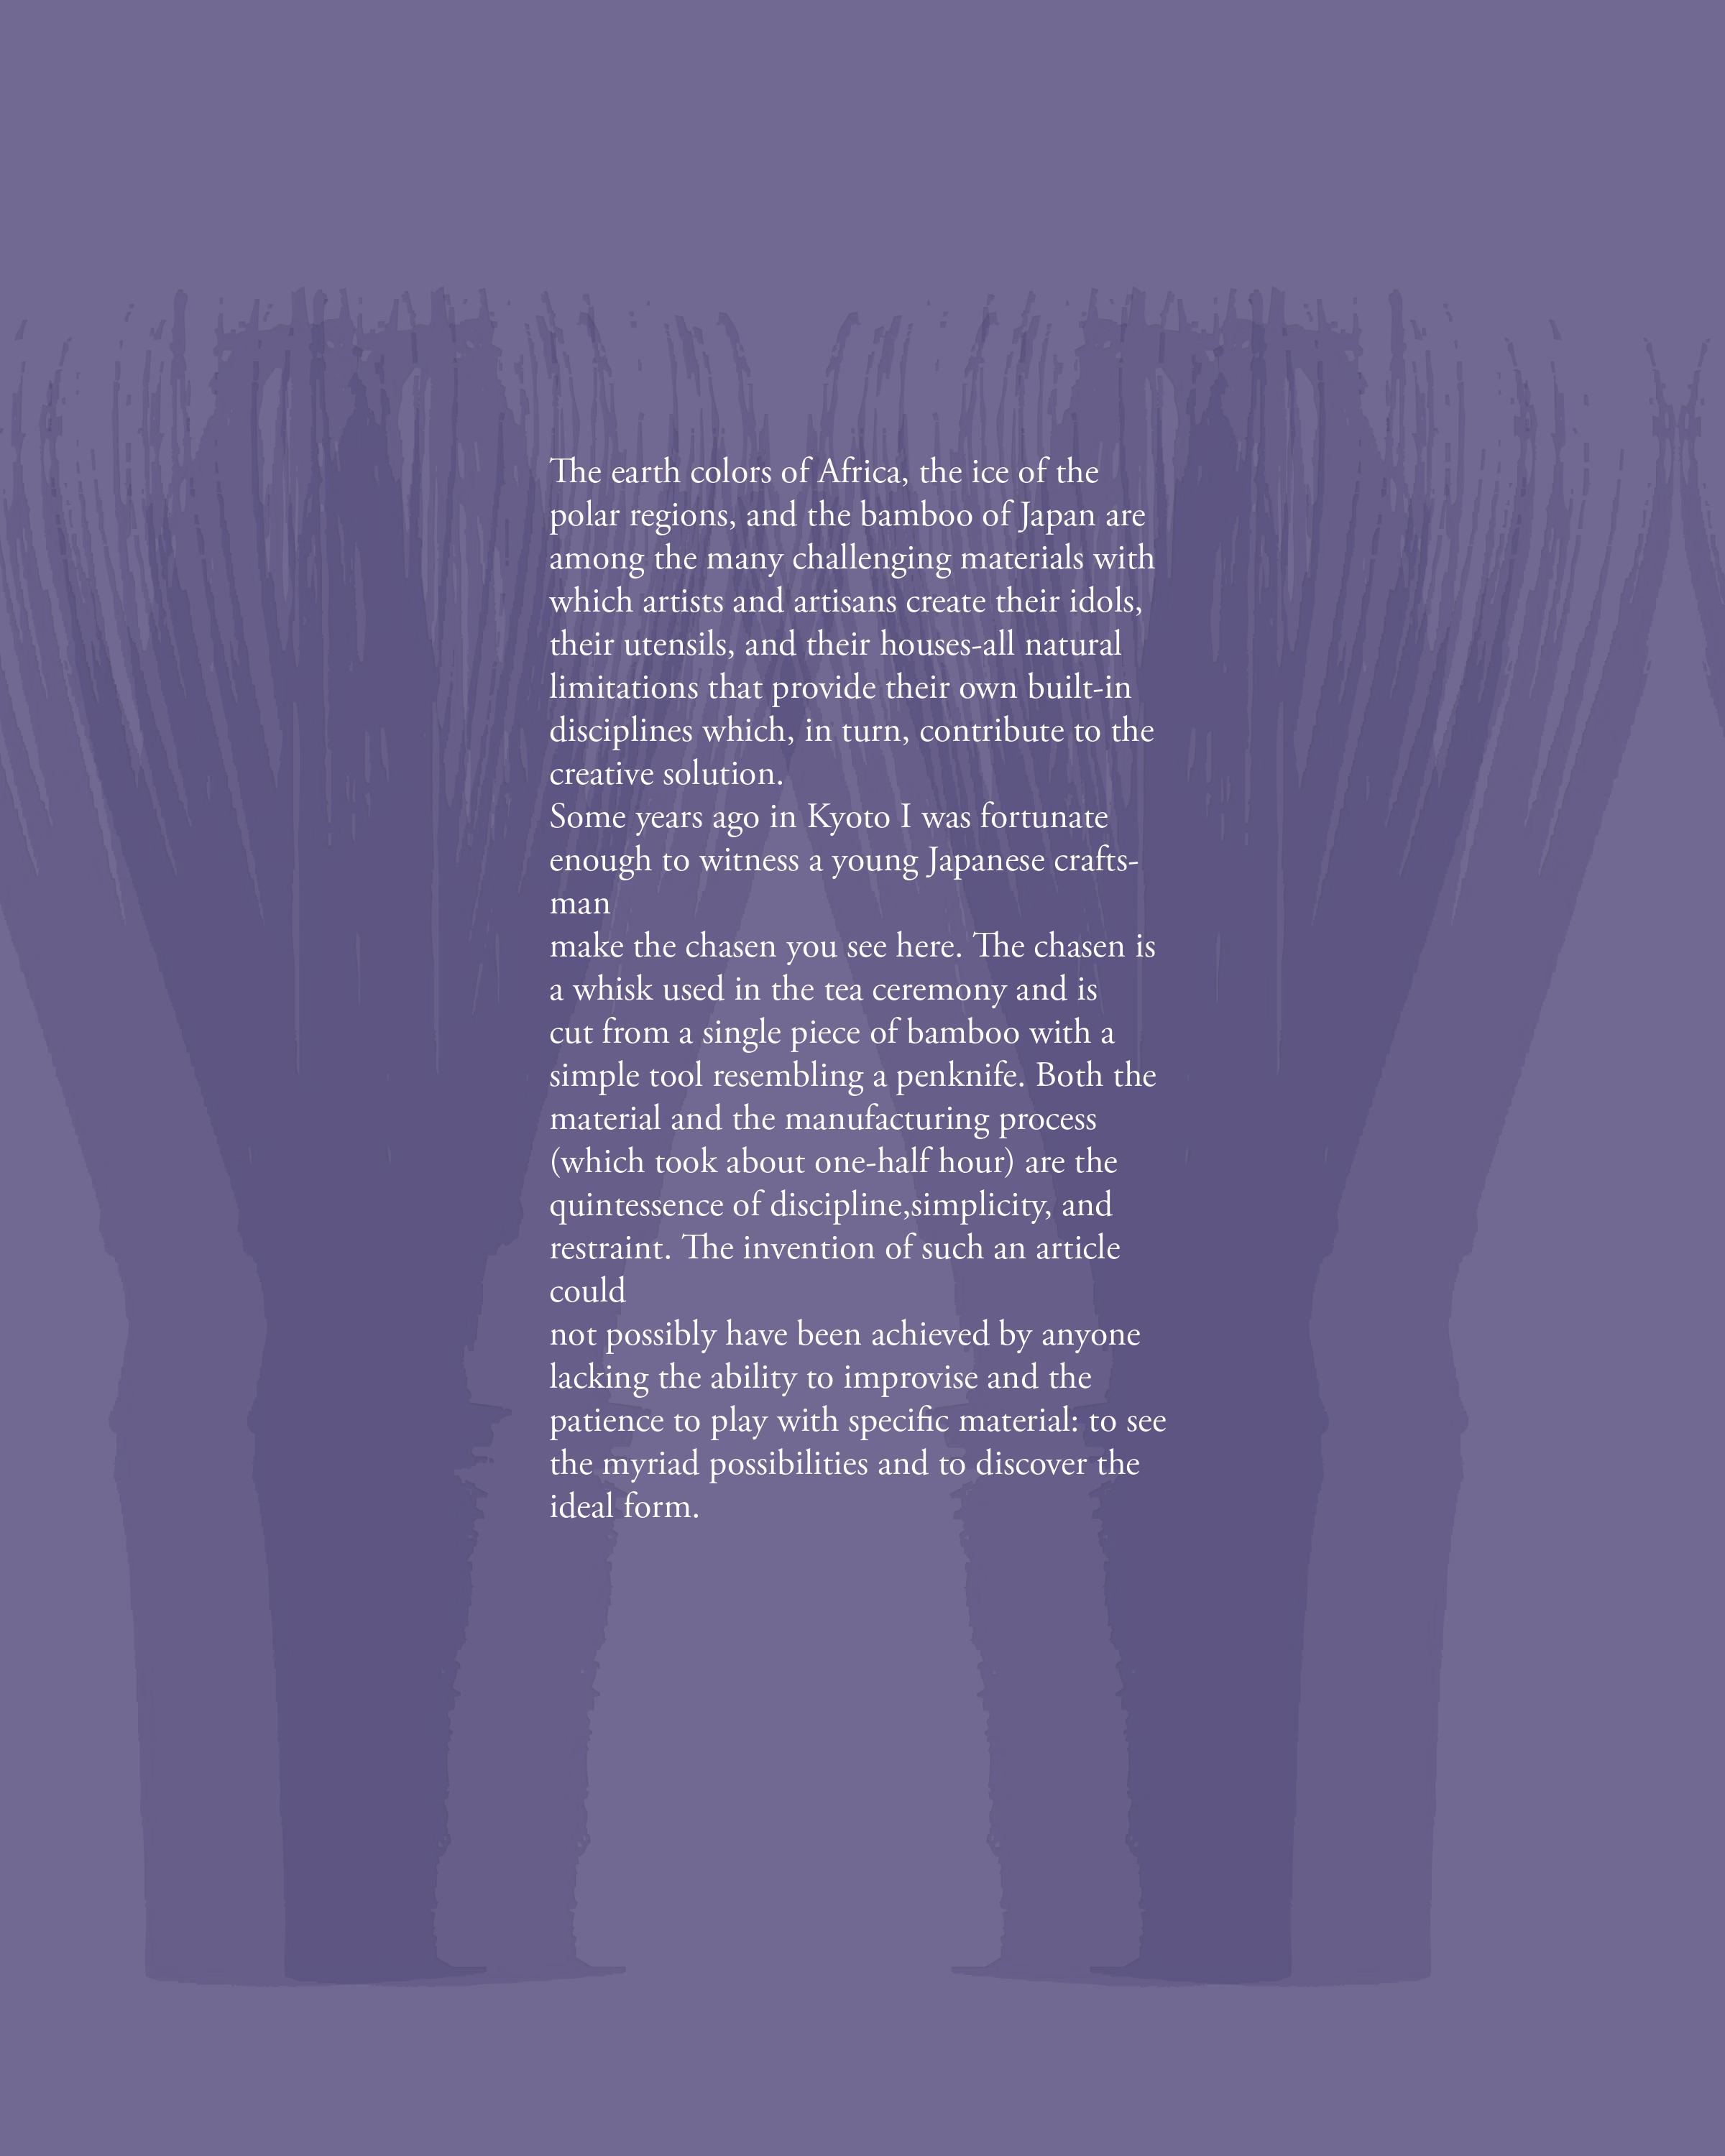 The earth colors of Africa, the ice of the
polar regions, and the bamboo of Japan are
among the many challenging materials with
which artists and artisans create their idols,
their utensils, and their houses-all natural
limitations that provide their own built-in
disciplines which, in turn, contribute to the
creative solution.
Some years ago in Kyoto I was fortunate
enough to witness a young Japanese crafts-
man
make the chasen you see here. The chasen is
a whisk used in the tea ceremony and is
cut from a single piece of bamboo with a
simple tool resembling a penknife. Both the
material and the manufacturing process
(which took about one-half hour) are the
quintessence of discipline,simplicity, and
restraint. The invention of such an article
could
not possibly have been achieved by anyone
lacking the ability to improvise and the
patience to play with specific material: to see
the myriad possibilities and to discover the
ideal form.